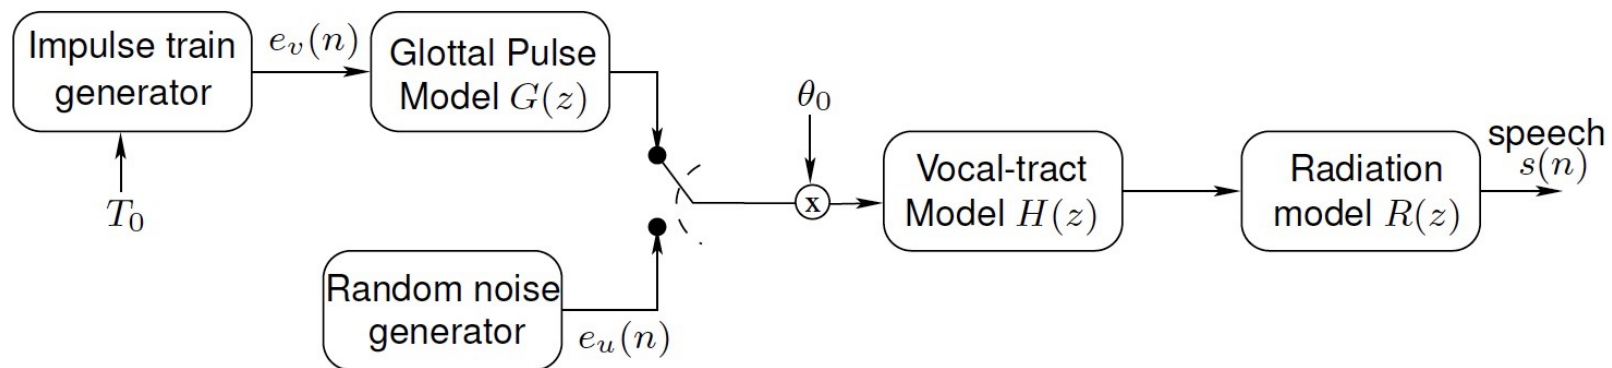 Impulse train
generator
e_v(n)
Glottal Pulse
Model G(z)
T_0
θ_0
x
Vocal-tract
Model H(z)
Radiation
model R(z)
speech
s(n)
Random noise
generator
e_u(n)